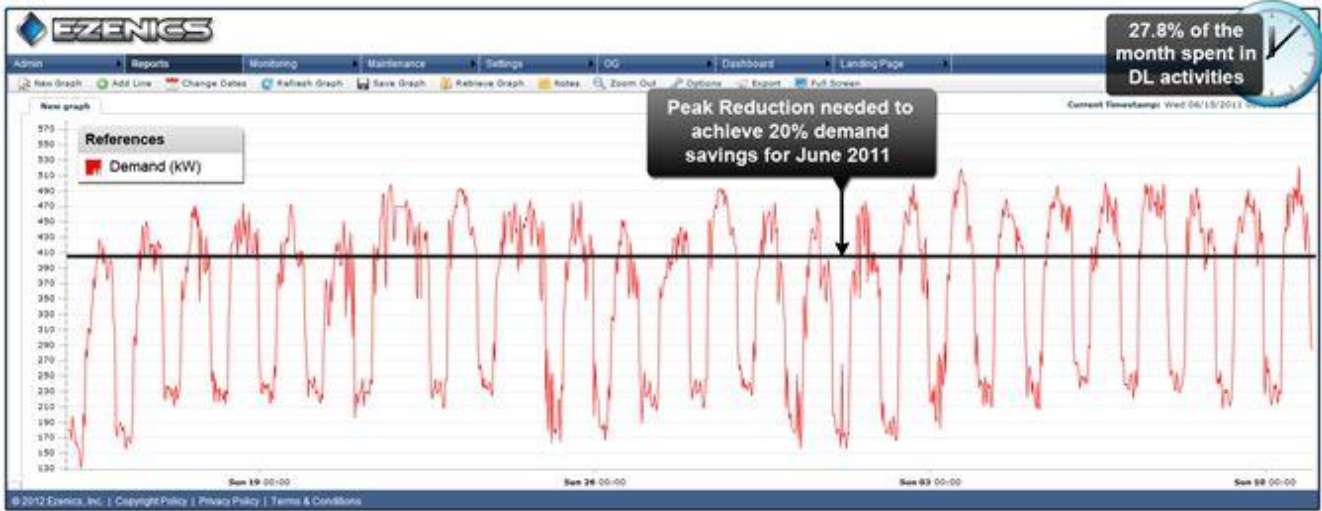 EZENICS
27.8% of the
month spent in
DL activities
Admin Reports Monitoring Maintenance Settings OG Dashboard Landing Page
New Graph Add Line Change Dates Refresh Graph Save Graph Retrieve Graph Notes Zoom Out Options Export Full Screen
New graph
Current Timestamp: Wed 06/15/2011
Peak Reduction needed to
achieve 20% demand
savings for June 2011
References
Demand (kW)
570
550
530
510
490
470
450
430
410
390
370
350
330
310
290
270
250
230
210
190
170
150
130
Sun 19 00:00 Sun 26 00:00 Sun 03 00:00 Sun 10 00:00
© 2012 Ezenics, Inc. | Copyright Policy | Privacy Policy | Terms & Conditions